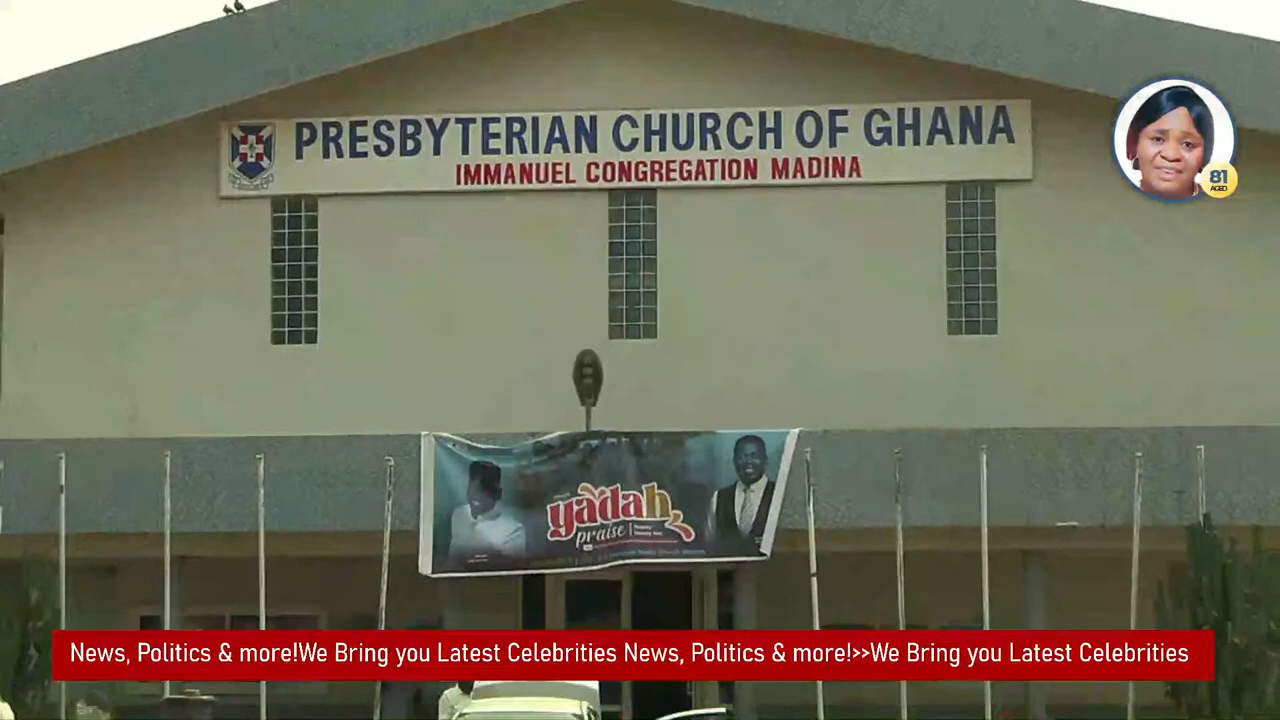 PRESBYTERIAN CHURCH OF GHANA
IMMANUEL CONGREGATION MADINA
81
AGED
yadah
praise
News, Politics & more!We Bring you Latest Celebrities News, Politics & more!>>We Bring you Latest Celebrities